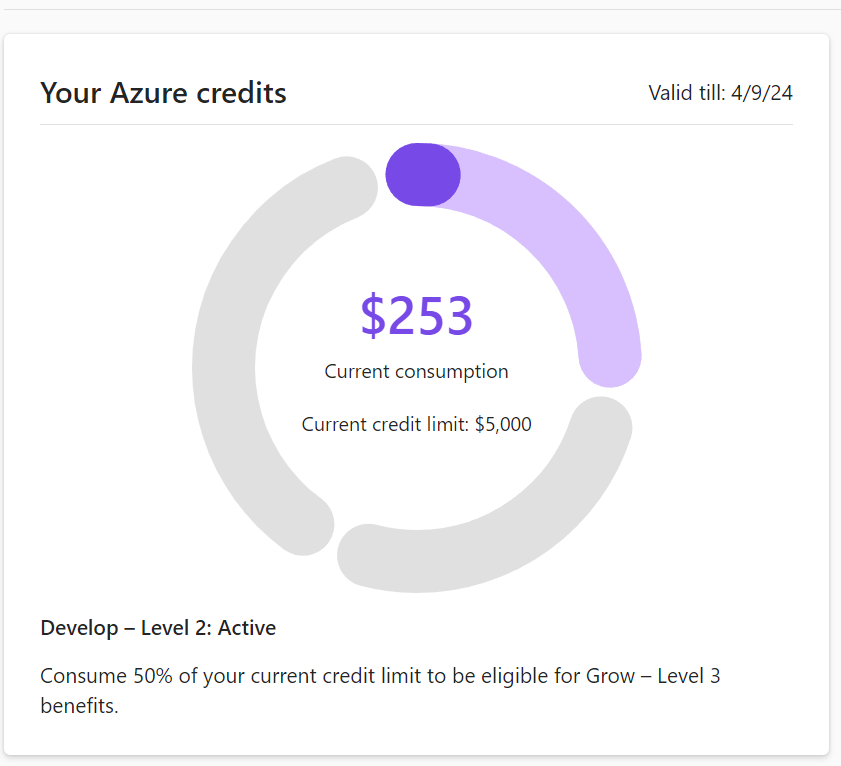 Your Azure credits
Valid till: 4/9/24
$253
Current consumption
Current credit limit: $5,000
Develop – Level 2: Active
Consume 50% of your current credit limit to be eligible for Grow – Level 3
benefits.